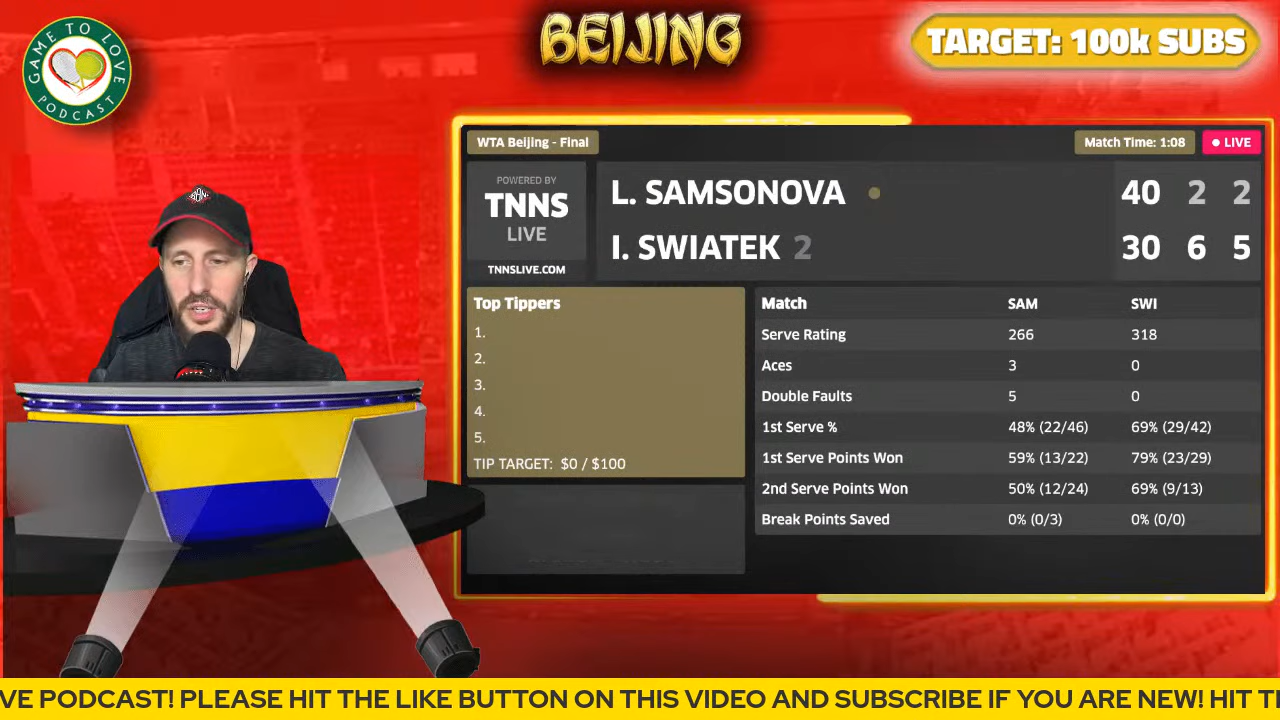 GAME TO LOVE
PODCAST
BEIJING
TARGET: 100k SUBS
WTA Beijing - Final
Match Time: 1:08
LIVE
POWERED BY
TNNS
LIVE
TNNSLIVE.COM
L. SAMSONOVA 40 2 2
I. SWIATEK 2 30 6 5
Top Tippers
1.
2.
3.
4.
5.
TIP TARGET: $0 / $100
Match SAM SWI
Serve Rating 266 318
Aces 3 0
Double Faults 5 0
1st Serve % 48% (22/46) 69% (29/42)
1st Serve Points Won 59% (13/22) 79% (23/29)
2nd Serve Points Won 50% (12/24) 69% (9/13)
Break Points Saved 0% (0/3) 0% (0/0)
VE PODCAST! PLEASE HIT THE LIKE BUTTON ON THIS VIDEO AND SUBSCRIBE IF YOU ARE NEW! HIT T